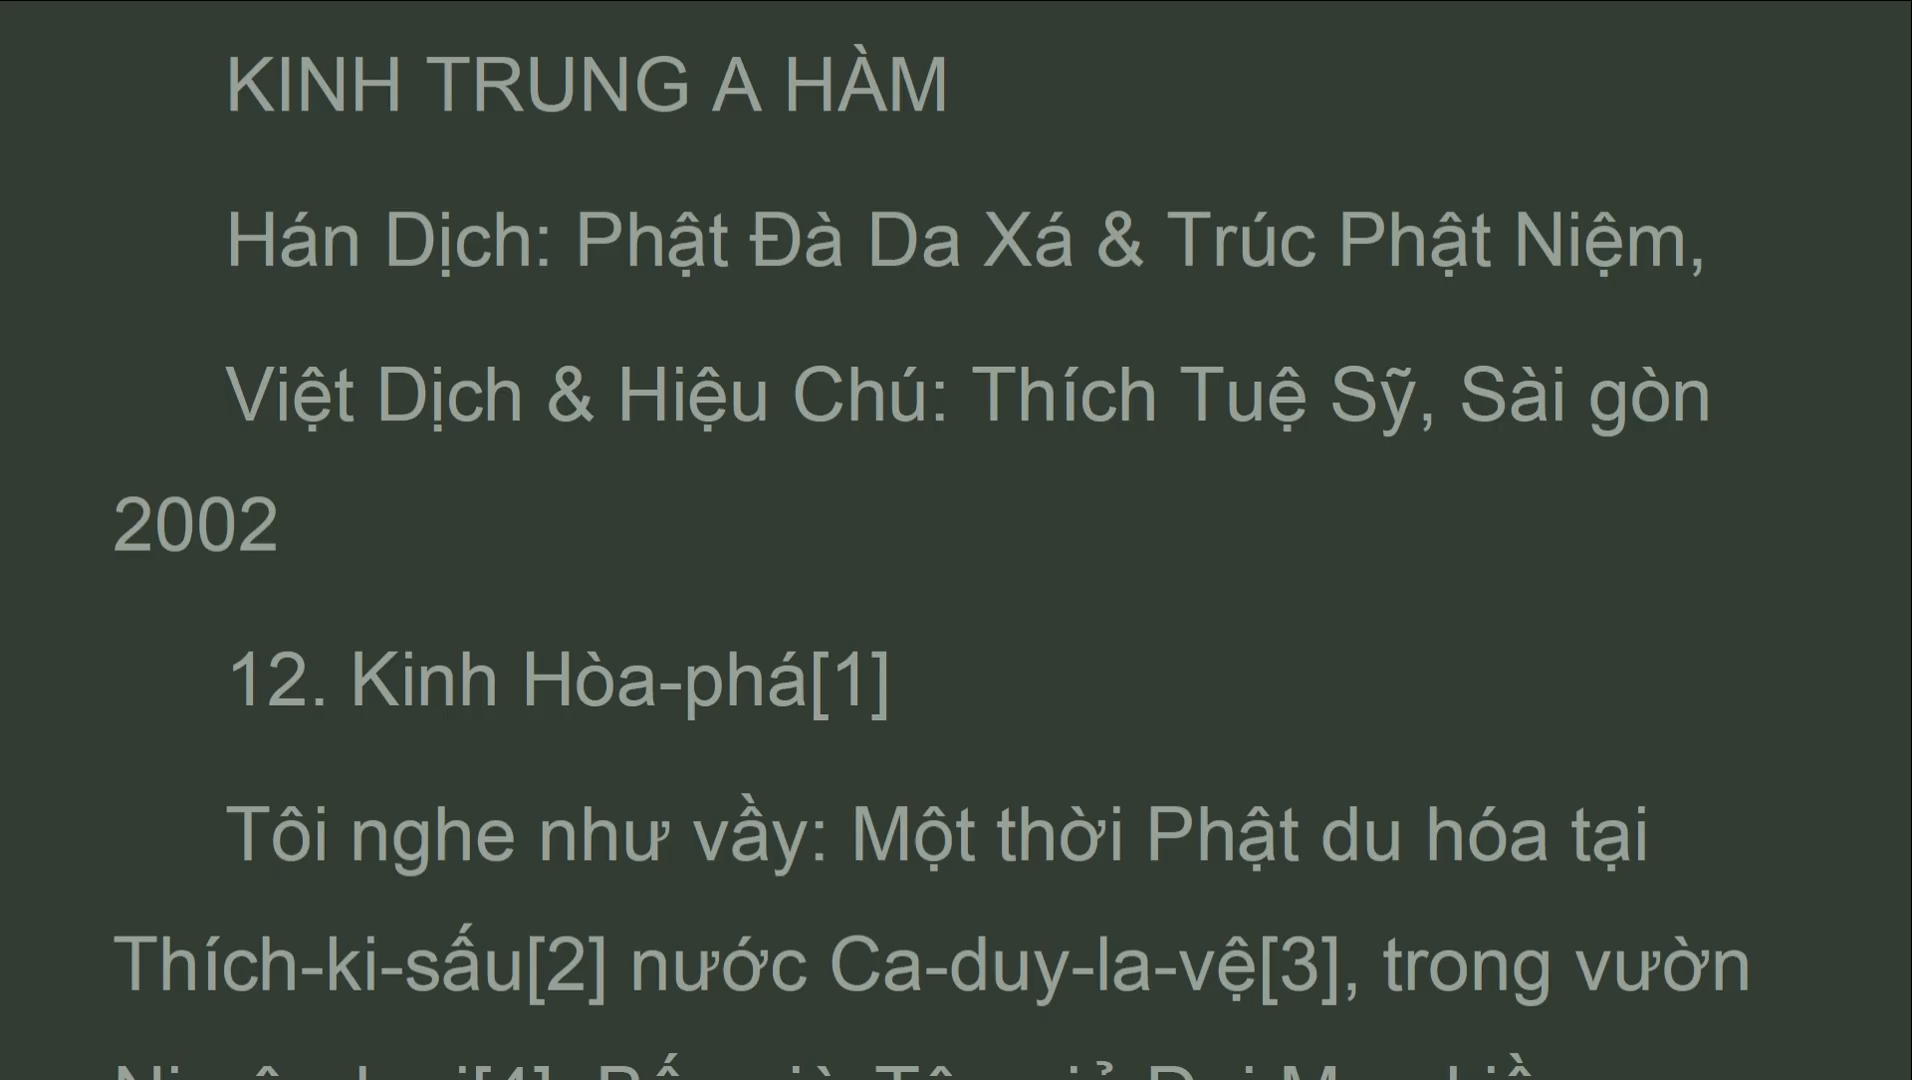 KINH TRUNG A HÀM
Hán Dịch: Phật Đà Da Xá & Trúc Phật Niệm,
Việt Dịch & Hiệu Chú: Thích Tuệ Sỹ, Sài gòn
2002
12. Kinh Hòa-phá[1]
Tôi nghe như vầy: Một thời Phật du hóa tại
Thích-ki-sấu[2] nước Ca-duy-la-vệ[3], trong vườn